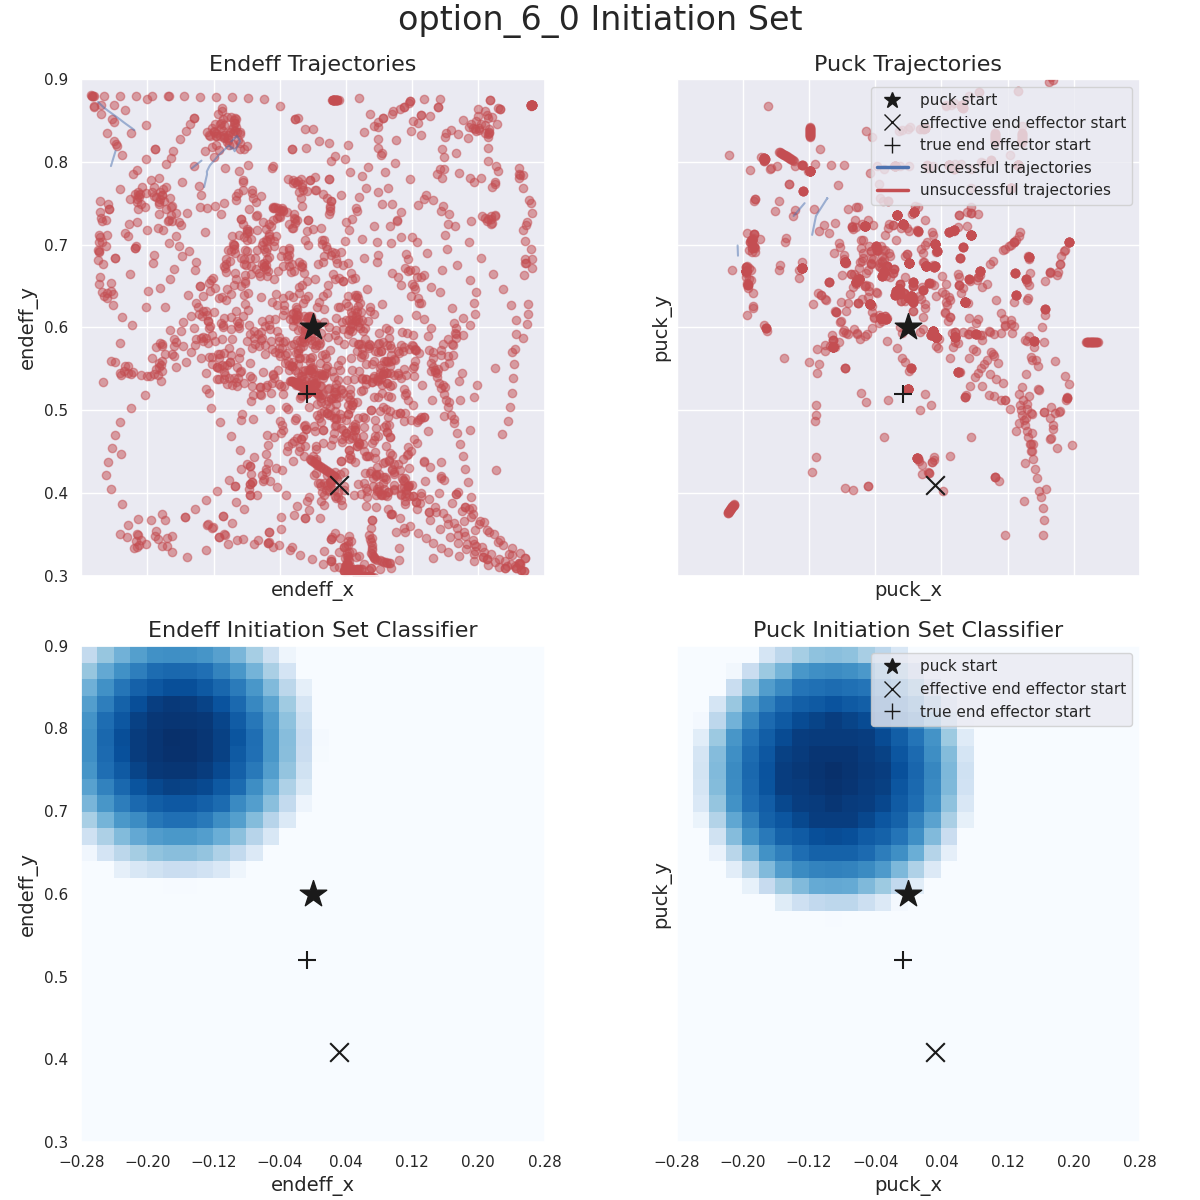 option_6_0 Initiation Set
Endeff Trajectories
Puck Trajectories
0.9
0.8
0.7
0.6
0.5
0.4
0.3
endeff_y
endeff_x
puck start
effective end effector start
true end effector start
successful trajectories
unsuccessful trajectories
puck_y
puck_x
Endeff Initiation Set Classifier
Puck Initiation Set Classifier
0.9
0.8
0.7
0.6
0.5
0.4
0.3
endeff_y
−0.28 −0.20 −0.12 −0.04 0.04 0.12 0.20 0.28
endeff_x
puck start
effective end effector start
true end effector start
puck_y
−0.28 −0.20 −0.12 −0.04 0.04 0.12 0.20 0.28
puck_x